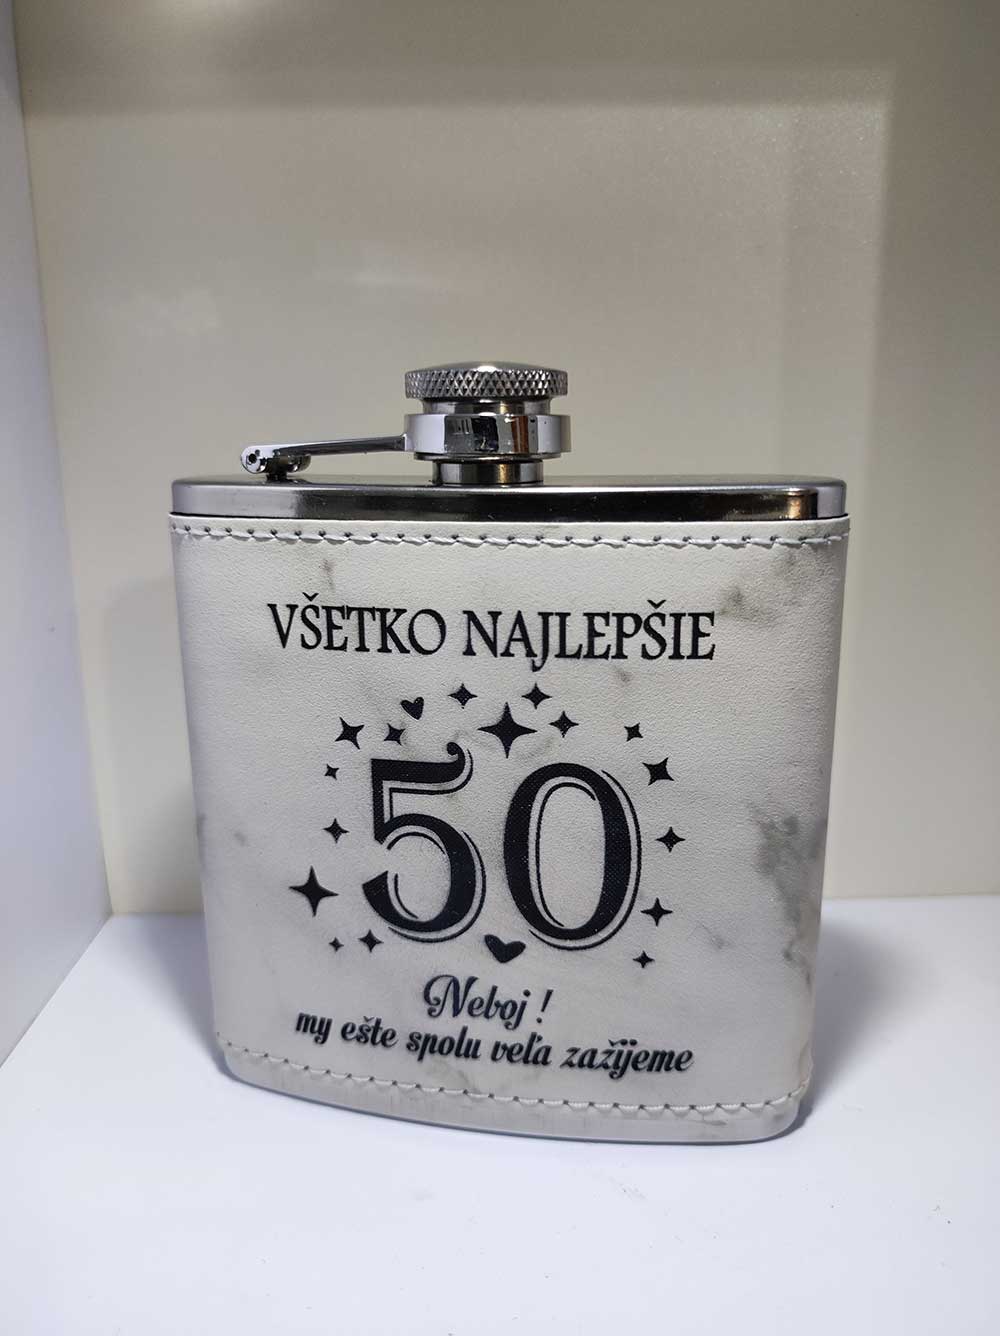 VŠETKO NAJLEPŠIE
50
Neboj !
my ešte spolu veľa zažijeme